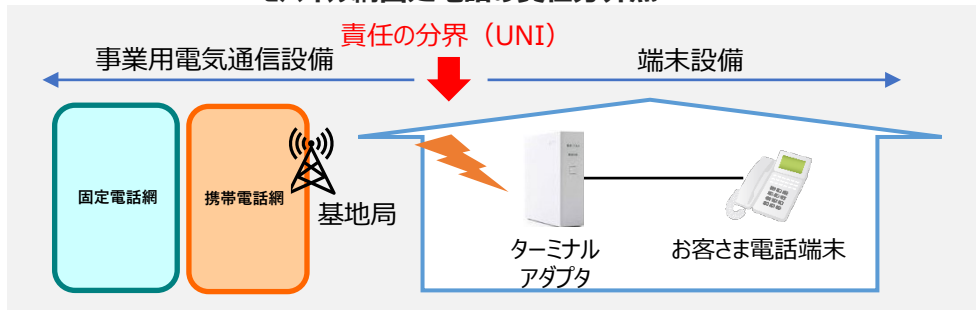 責任の分界（UNI）
事業用電気通信設備
端末設備
固定電話網
携帯電話網
基地局
ターミナル
アダプタ
お客さま電話端末